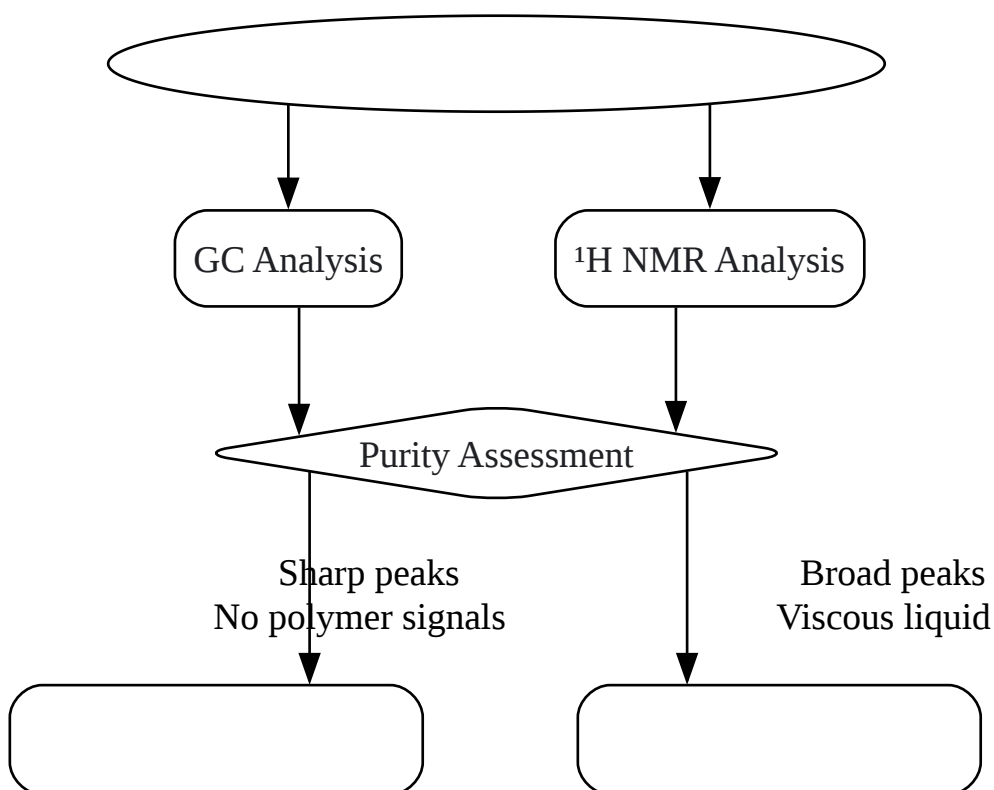 GC Analysis
¹H NMR Analysis
Purity Assessment
Sharp peaks
No polymer signals
Broad peaks
Viscous liquid